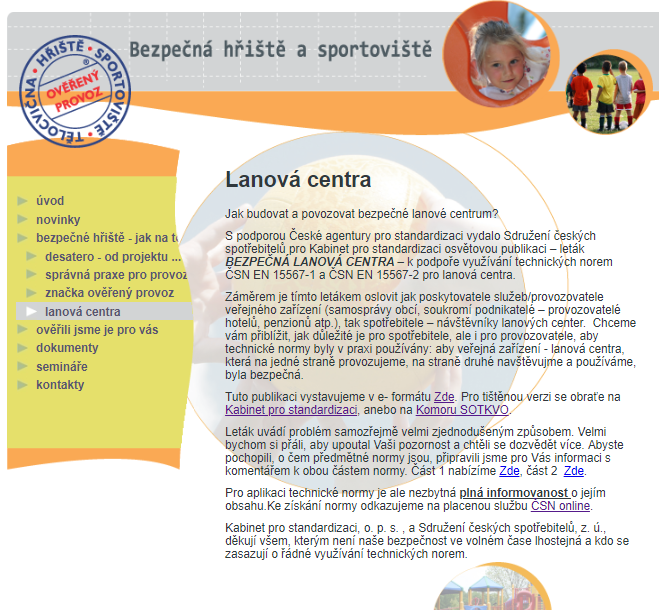 Bezpečná hřiště a sportoviště
TĚLOCVIČNA • HŘIŠTĚ • SPORTOVIŠTĚ •
OVĚŘENÝ
PROVOZ
®
úvod
novinky
bezpečné hřiště - jak na t
desatero - od projektu ...
správná praxe pro provoz
značka ověřený provoz
lanová centra
ověřili jsme je pro vás
dokumenty
semináře
kontakty
Lanová centra
Jak budovat a povozovat bezpečné lanové centrum?
S podporou České agentury pro standardizaci vydalo Sdružení českých
spotřebitelů pro Kabinet pro standardizaci osvětovou publikaci – leták
BEZPEČNÁ LANOVÁ CENTRA – k podpoře využívání technických norem
ČSN EN 15567-1 a ČSN EN 15567-2 pro lanová centra.
Záměrem je tímto letákem oslovit jak poskytovatele služeb/provozovatele
veřejného zařízení (samosprávy obcí, soukromí podnikatelé – provozovatelé
hotelů, penzionů atp.), tak spotřebitele – návštěvníky lanových center. Chceme
vám přiblížit, jak důležité je pro spotřebitele, ale i pro provozovatele, aby
technické normy byly v praxi používány: aby veřejná zařízení - lanová centra,
která na jedné straně provozujeme, na straně druhé navštěvujme a používáme,
byla bezpečná.
Tuto publikaci vystavujeme v e- formátu Zde. Pro tištěnou verzi se obraťe na
Kabinet pro standardizaci, anebo na Komoru SOTKVO.
Leták uvádí problém samozřejmě velmi zjednodušeným způsobem. Velmi
bychom si přáli, aby upoutal Vaši pozornost a chtěli se dozvědět více. Abyste
pochopili, o čem předmětné normy jsou, připravili jsme pro Vás informaci s
komentářem k obou částem normy. Část 1 nabízíme Zde, část 2 Zde.
Pro aplikaci technické normy je ale nezbytná plná informovanost o jejím
obsahu.Ke získání normy odkazujeme na placenou službu ČSN online.
Kabinet pro standardizaci, o. p. s. , a Sdružení českých spotřebitelů, z. ú.,
děkují všem, kterým není naše bezpečnost ve volném čase lhostejná a kdo se
zasazují o řádné využívání technických norem.